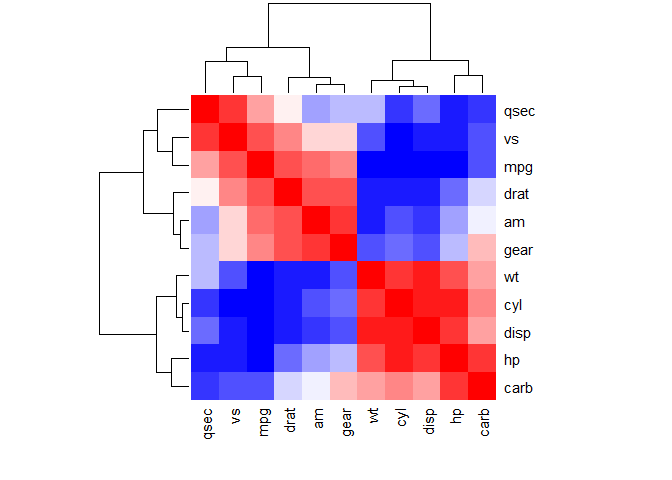 qsec
vs
mpg
drat
am
gear
wt
cyl
disp
hp
carb
qsec
vs
mpg
drat
am
gear
wt
cyl
disp
hp
carb